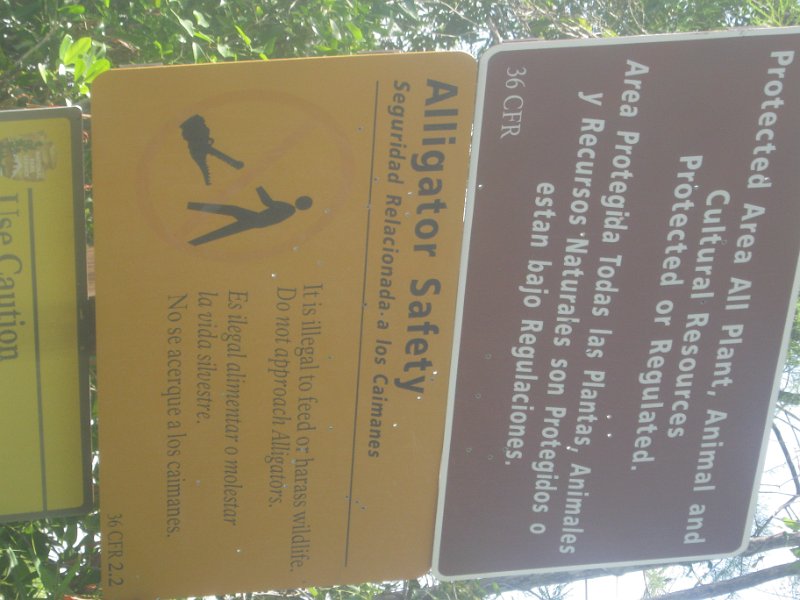 Protected Area All Plant, Animal and
Cultural Resources
Protected or Regulated.
Area Protegida Todas las Plantas, Animales
y Recursos Naturales son Protegidos o
estan bajo Regulaciones.
36 CFR
Alligator Safety
Seguridad Relacionada a los Caimanes
It is illegal to feed or harass wildlife.
Do not approach Alligators.
Es ilegal alimentar o molestar
la vida silvestre.
No se acerque a los caimanes.
36 CFR 2.2
Use Caution